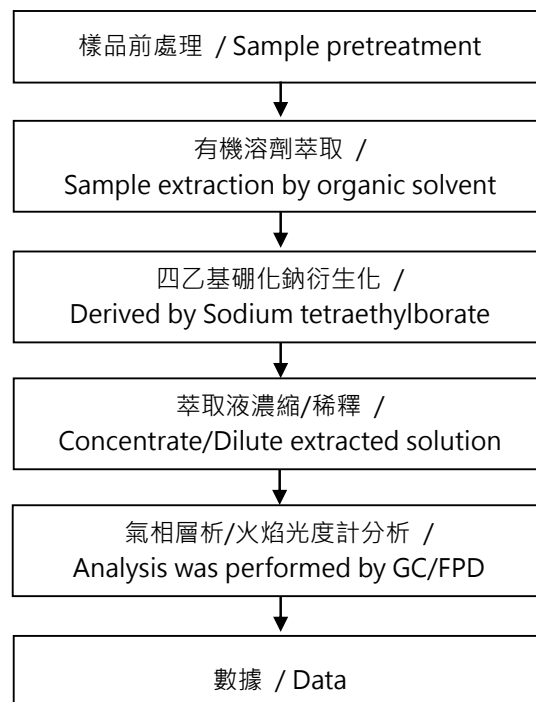 樣品前處理 / Sample pretreatment
有機溶劑萃取 /
Sample extraction by organic solvent
四乙基硼化鈉衍生化 /
Derived by Sodium tetraethylborate
萃取液濃縮/稀釋 /
Concentrate/Dilute extracted solution
氣相層析/火焰光度計分析 /
Analysis was performed by GC/FPD
數據 / Data